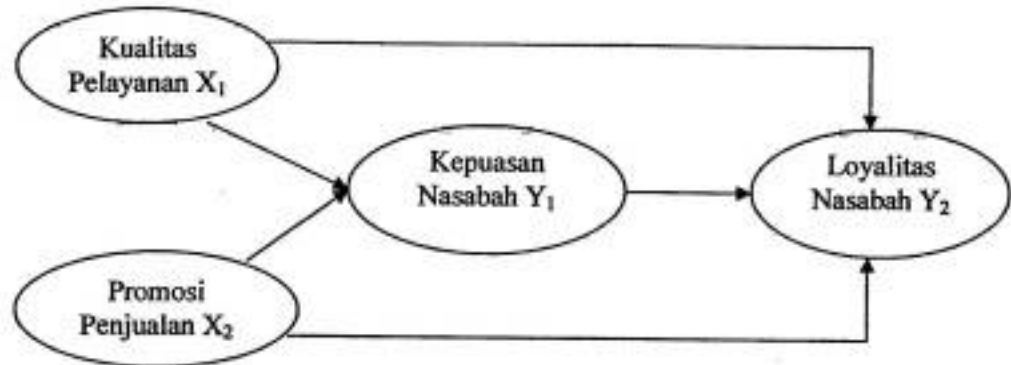 Kualitas
Pelayanan X₁
Kepuasan
Nasabah Y₁
Loyalitas
Nasabah Y₂
Promosi
Penjualan X₂